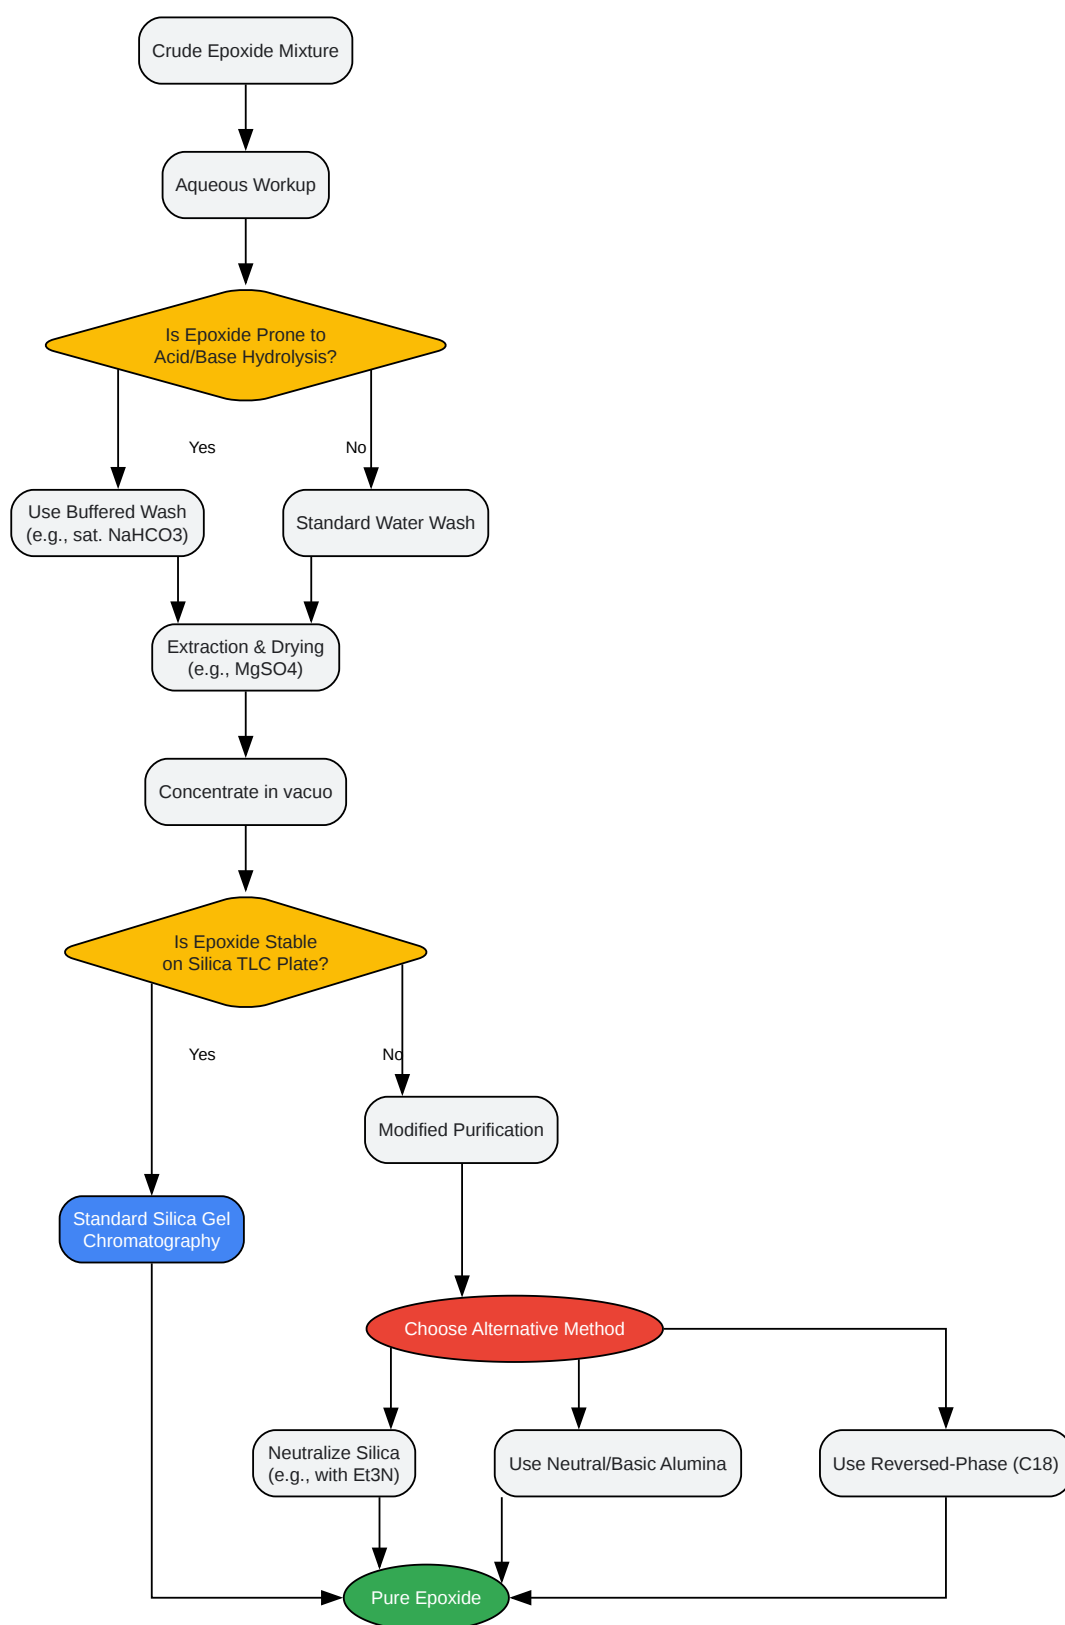 Crude Epoxide Mixture
Aqueous Workup
Is Epoxide Prone to
Acid/Base Hydrolysis?
Yes
No
Use Buffered Wash
(e.g., sat. NaHCO3)
Standard Water Wash
Extraction & Drying
(e.g., MgSO4)
Concentrate in vacuo
Is Epoxide Stable
on Silica TLC Plate?
Yes
No
Modified Purification
Standard Silica Gel
Chromatography
Choose Alternative Method
Neutralize Silica
(e.g., with Et3N)
Use Neutral/Basic Alumina
Use Reversed-Phase (C18)
Pure Epoxide